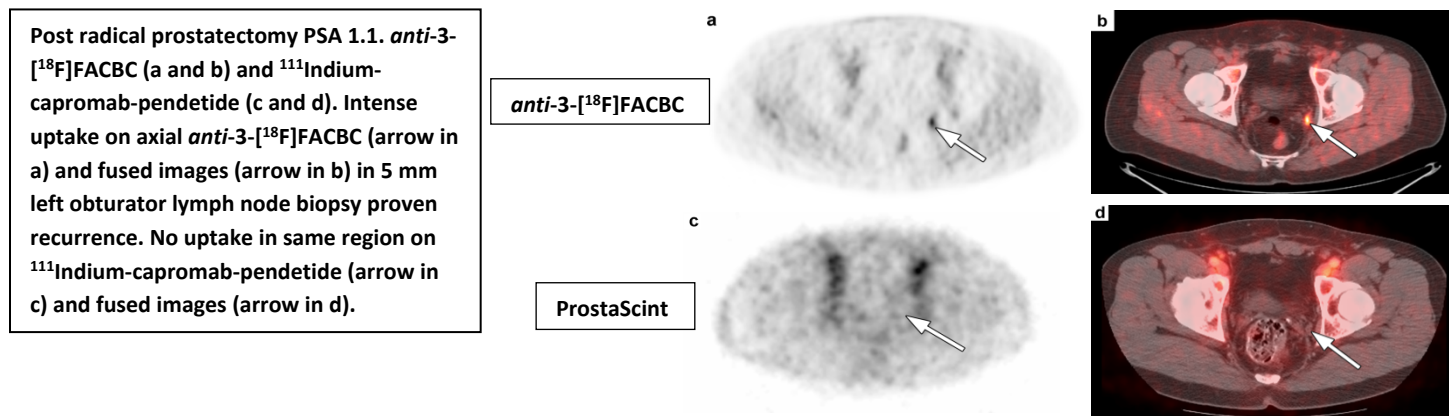 Post radical prostatectomy PSA 1.1. anti-3-
[¹⁸F]FACBC (a and b) and ¹¹¹Indium-
capromab-pendetide (c and d). Intense
uptake on axial anti-3-[¹⁸F]FACBC (arrow in
a) and fused images (arrow in b) in 5 mm
left obturator lymph node biopsy proven
recurrence. No uptake in same region on
¹¹¹Indium-capromab-pendetide (arrow in
c) and fused images (arrow in d).
anti-3-[¹⁸F]FACBC
a
b
ProstaScint
c
d